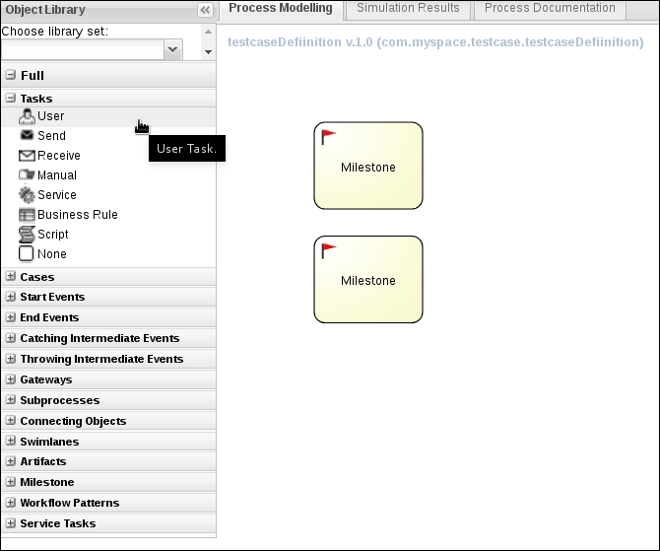 Object Library
Process Modelling
Simulation Results
Process Documentation
Choose library set:
testcaseDefiinition v.1.0 (com.myspace.testcase.testcaseDefiinition)
Full
Tasks
User
Send
User Task.
Receive
Manual
Service
Business Rule
Script
None
Milestone
Milestone
Cases
Start Events
End Events
Catching Intermediate Events
Throwing Intermediate Events
Gateways
Subprocesses
Connecting Objects
Swimlanes
Artifacts
Milestone
Workflow Patterns
Service Tasks